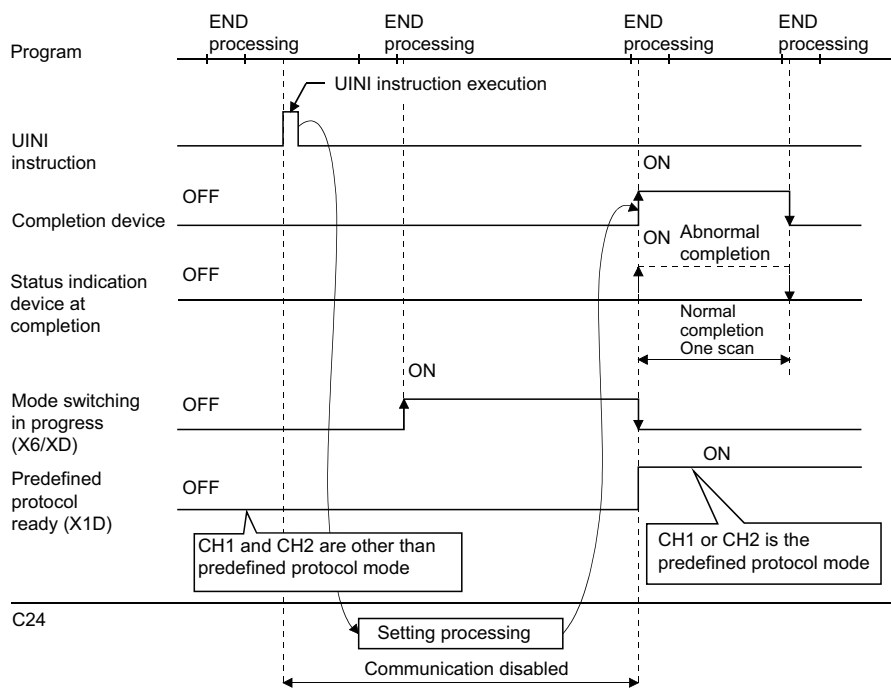 END
processing
END
processing
END
processing
END
processing
Program
UINI instruction execution
UINI
instruction
ON
OFF
Completion device
ON
Abnormal
completion
OFF
Status indication
device at
completion
Normal
completion
One scan
ON
Mode switching
in progress
(X6/XD)
OFF
ON
Predefined
protocol
ready (X1D)
OFF
CH1 and CH2 are other than
predefined protocol mode
CH1 or CH2 is the
predefined protocol mode
C24
Setting processing
Communication disabled